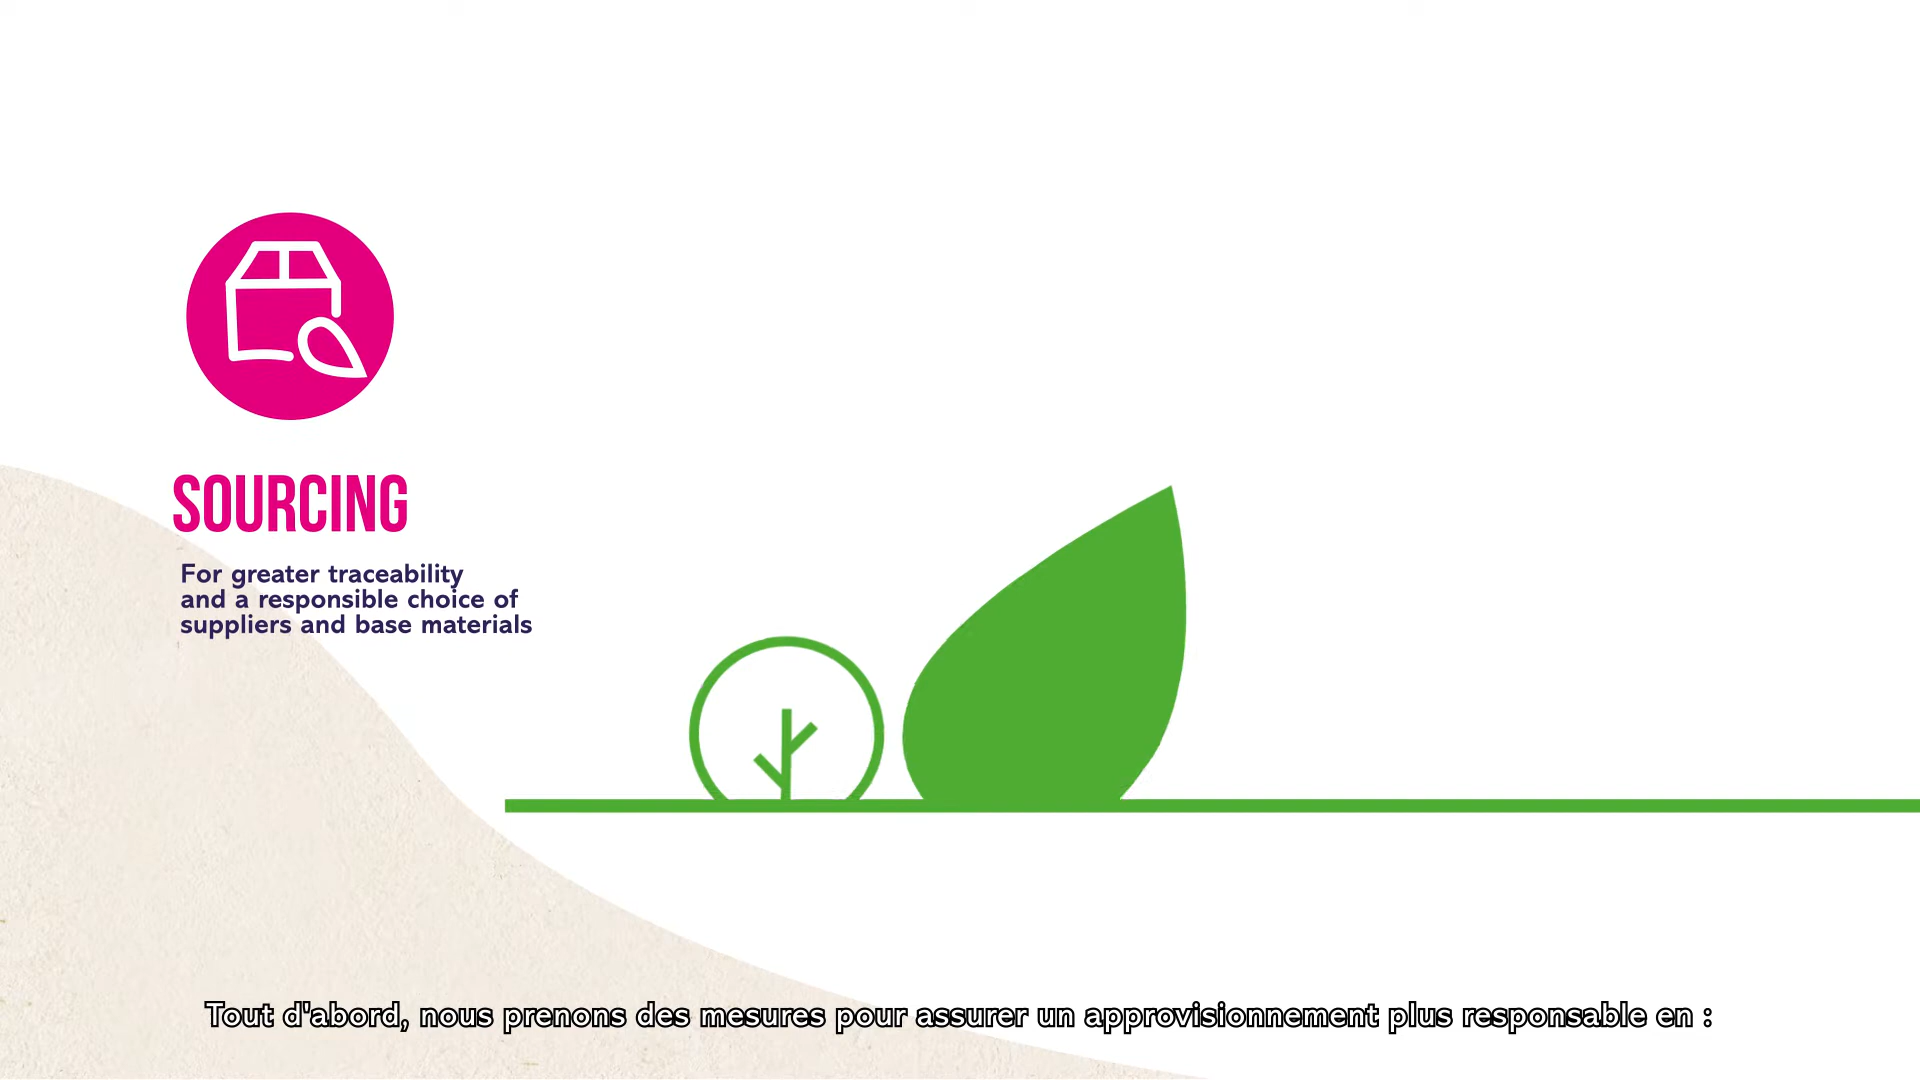 SOURCING
For greater traceability
and a responsible choice of
suppliers and base materials
Tout d'abord, nous prenons des mesures pour assurer un approvisionnement plus responsable en :